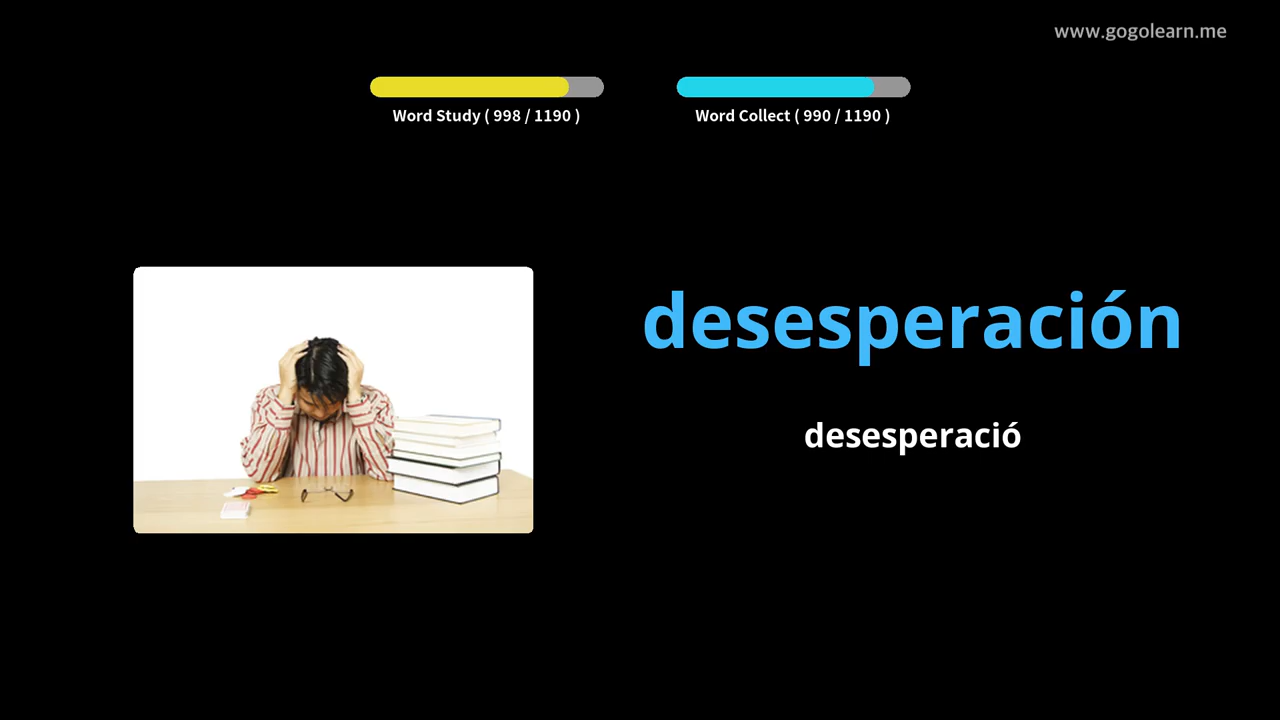 www.gogolearn.me
Word Study ( 998 / 1190 )
Word Collect ( 990 / 1190 )
desesperación
desesperació